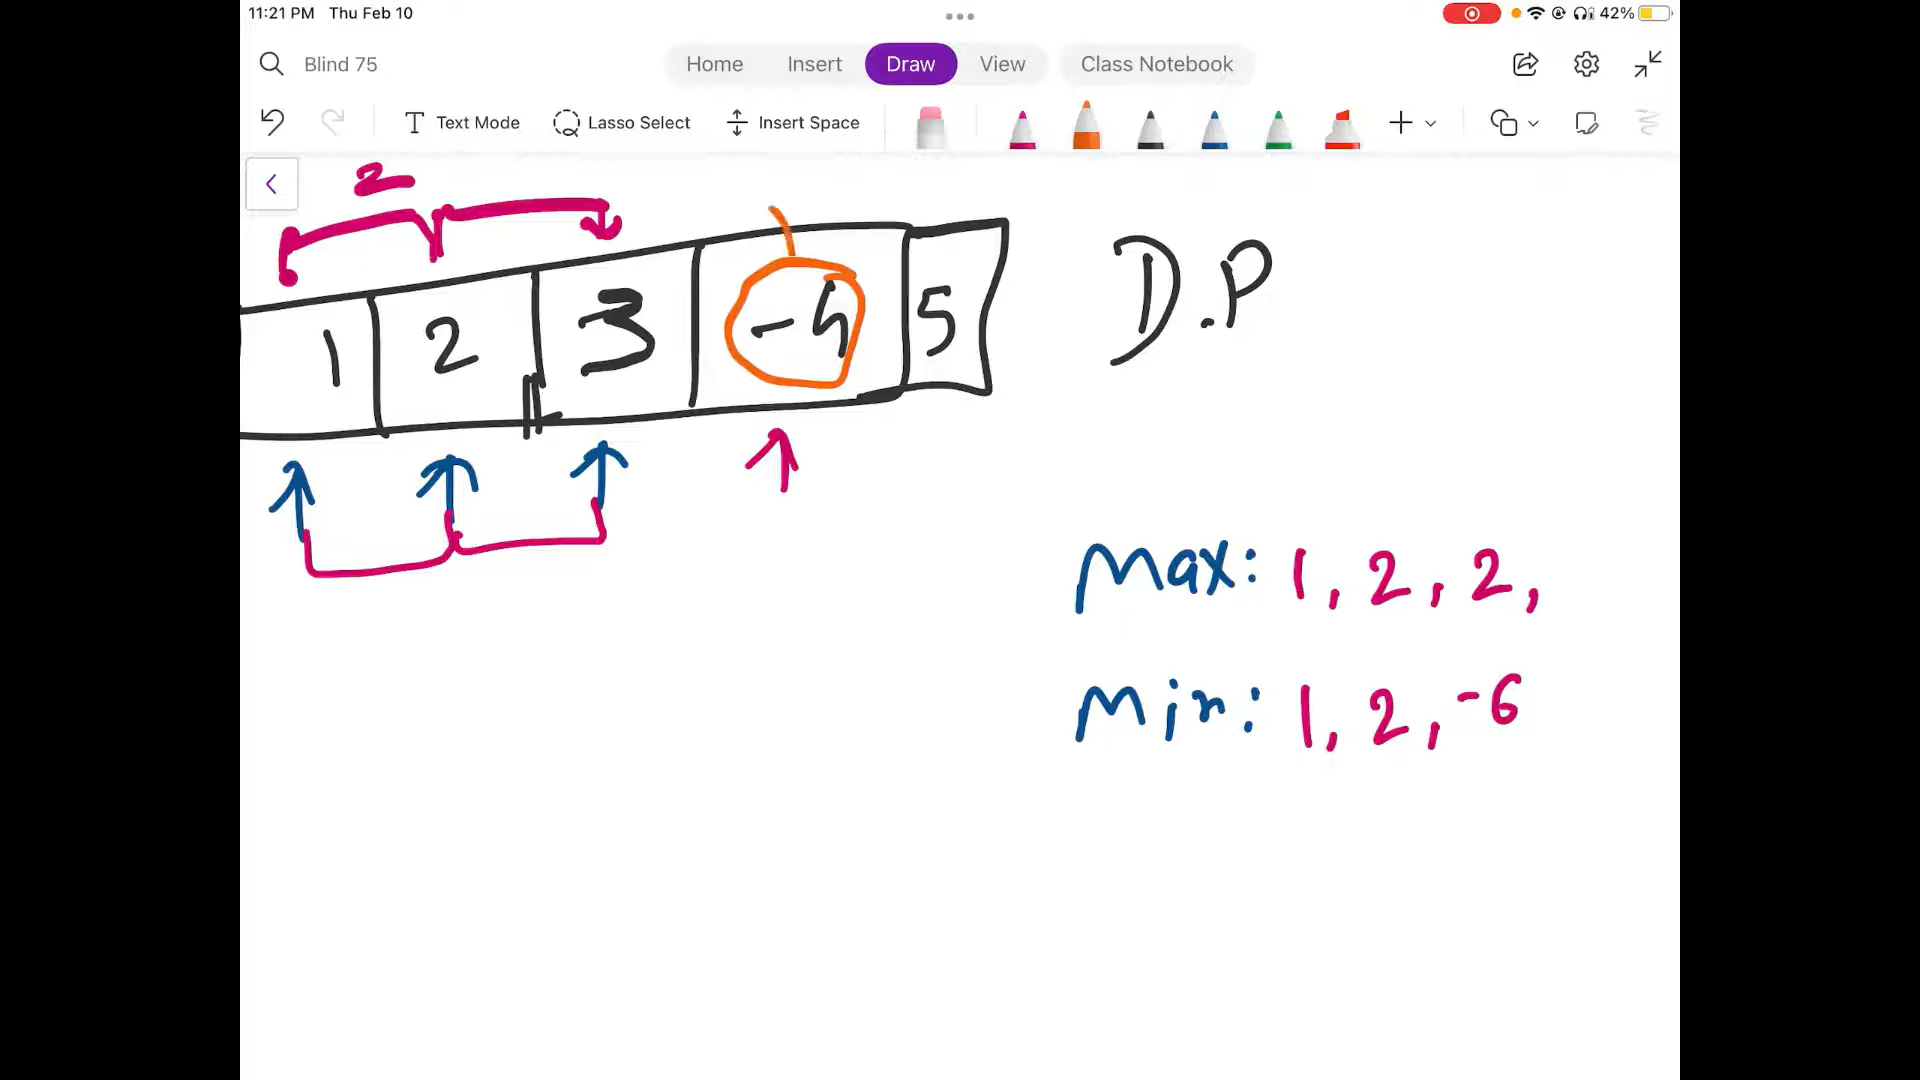 11:21 PM Thu Feb 10
42%
Blind 75
Home Insert Draw View Class Notebook
Text Mode Lasso Select Insert Space
2
1 2 3 -4 5
D.P
Max: 1, 2, 2,
Min: 1, 2, -6